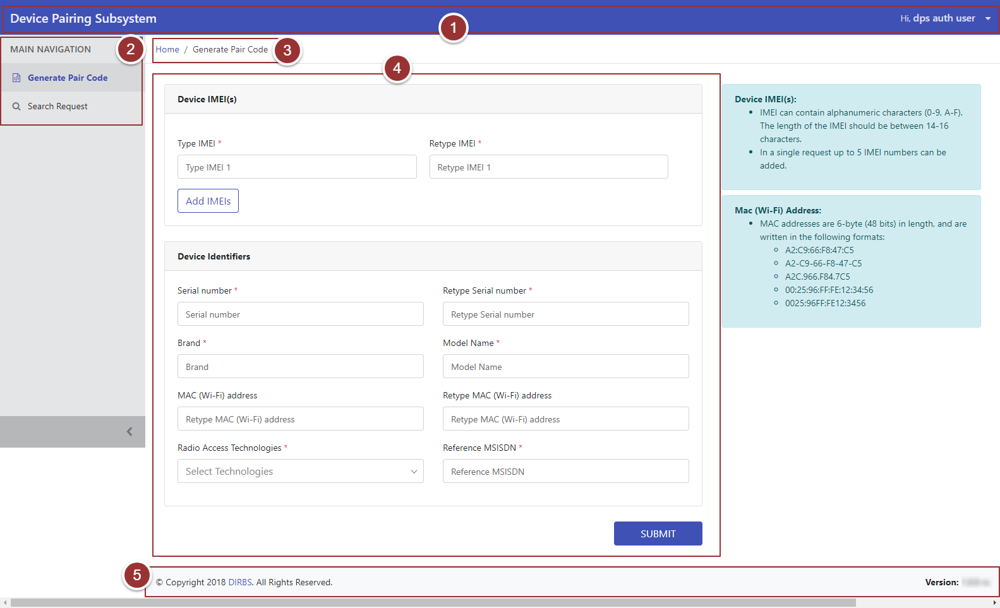 Device Pairing Subsystem
Hi, dps auth user
1
MAIN NAVIGATION
2
Home / Generate Pair Code
3
Generate Pair Code
Search Request
4
Device IMEI(s)
Type IMEI *
Retype IMEI *
Type IMEI 1
Retype IMEI 1
Add IMEIs
Device Identifiers
Serial number *
Retype Serial number *
Serial number
Retype Serial number
Brand *
Model Name *
Brand
Model Name
MAC (Wi-Fi) address
Retype MAC (Wi-Fi) address
Retype MAC (Wi-Fi) address
Retype MAC (Wi-Fi) address
Radio Access Technologies *
Reference MSISDN *
Select Technologies
Reference MSISDN
SUBMIT
Device IMEI(s):
IMEI can contain alphanumeric characters (0-9, A-F).
The length of the IMEI should be between 14-16
characters.
In a single request up to 5 IMEI numbers can be
added.
Mac (Wi-Fi) Address:
MAC addresses are 6-byte (48 bits) in length, and are
written in the following formats:
A2:C9:66:F8:47:C5
A2-C9-66-F8-47-C5
A2C.966.F84.7C5
00:25:96:FF:FE:12:34:56
0025:96FF:FE12:3456
5
© Copyright 2018 DIRBS. All Rights Reserved.
Version: